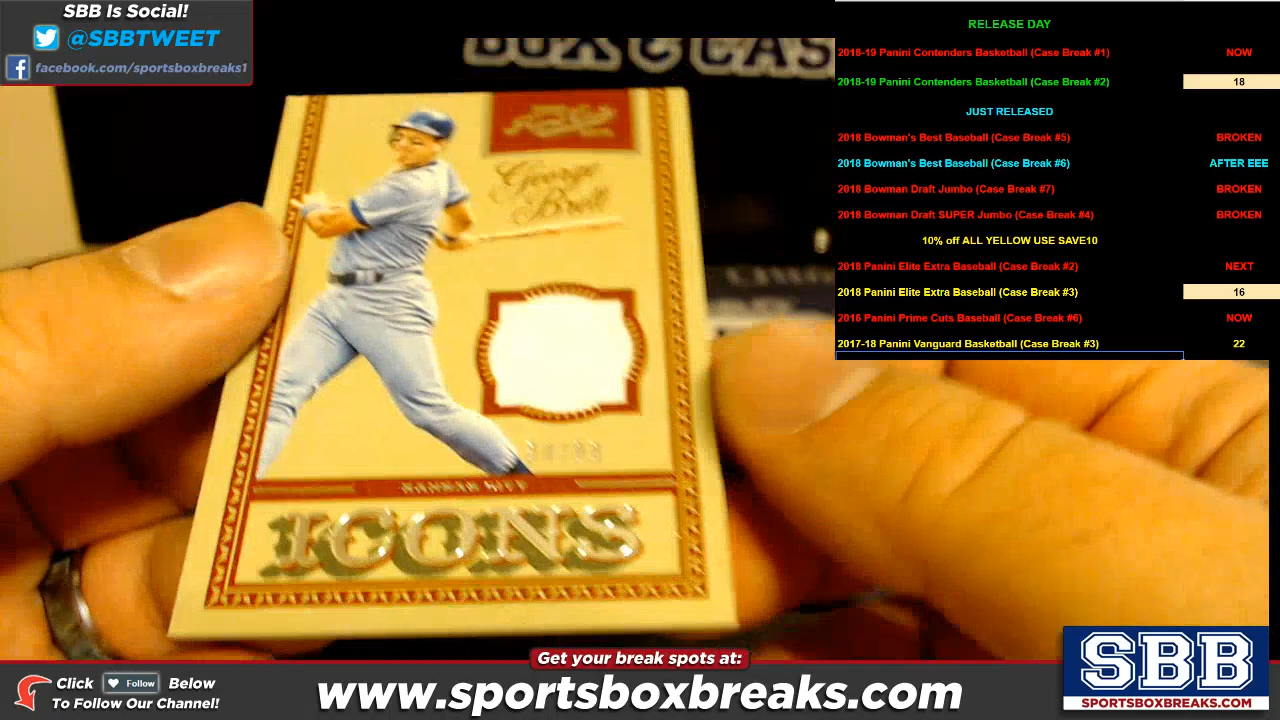 SBB Is Social!
@SBBTWEET
facebook.com/sportsboxbreaks1
RELEASE DAY
2018-19 Panini Contenders Basketball (Case Break #1) NOW
2018-19 Panini Contenders Basketball (Case Break #2) 18
JUST RELEASED
2018 Bowman's Best Baseball (Case Break #5) BROKEN
2018 Bowman's Best Baseball (Case Break #6) AFTER EEE
2018 Bowman Draft Jumbo (Case Break #7) BROKEN
2018 Bowman Draft SUPER Jumbo (Case Break #4) BROKEN
10% off ALL YELLOW USE SAVE10
2018 Panini Elite Extra Baseball (Case Break #2) NEXT
2018 Panini Elite Extra Baseball (Case Break #3) 16
2016 Panini Prime Cuts Baseball (Case Break #6) NOW
2017-18 Panini Vanguard Basketball (Case Break #3) 22
George
Brett
KANSAS CITY
ICONS
Get your break spots at:
www.sportsboxbreaks.com
Click Follow Below
To Follow Our Channel!
SBB
SPORTSBOXBREAKS.COM